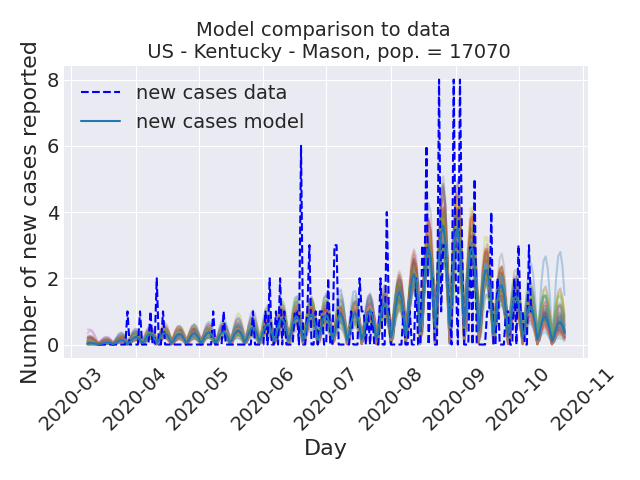 Model comparison to data
US - Kentucky - Mason, pop. = 17070
Number of new cases reported
8
6
4
2
0
new cases data
new cases model
2020-03
2020-04
2020-05
2020-06
2020-07
2020-08
2020-09
2020-10
2020-11
Day